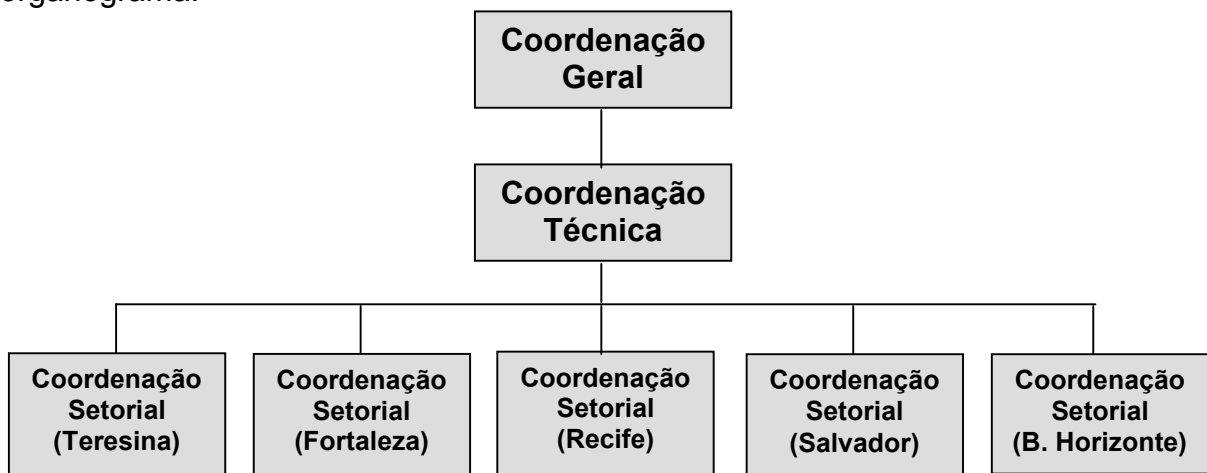 organograma.
Coordenação
Geral
Coordenação
Técnica
Coordenação
Setorial
(Teresina)
Coordenação
Setorial
(Fortaleza)
Coordenação
Setorial
(Recife)
Coordenação
Setorial
(Salvador)
Coordenação
Setorial
(B. Horizonte)